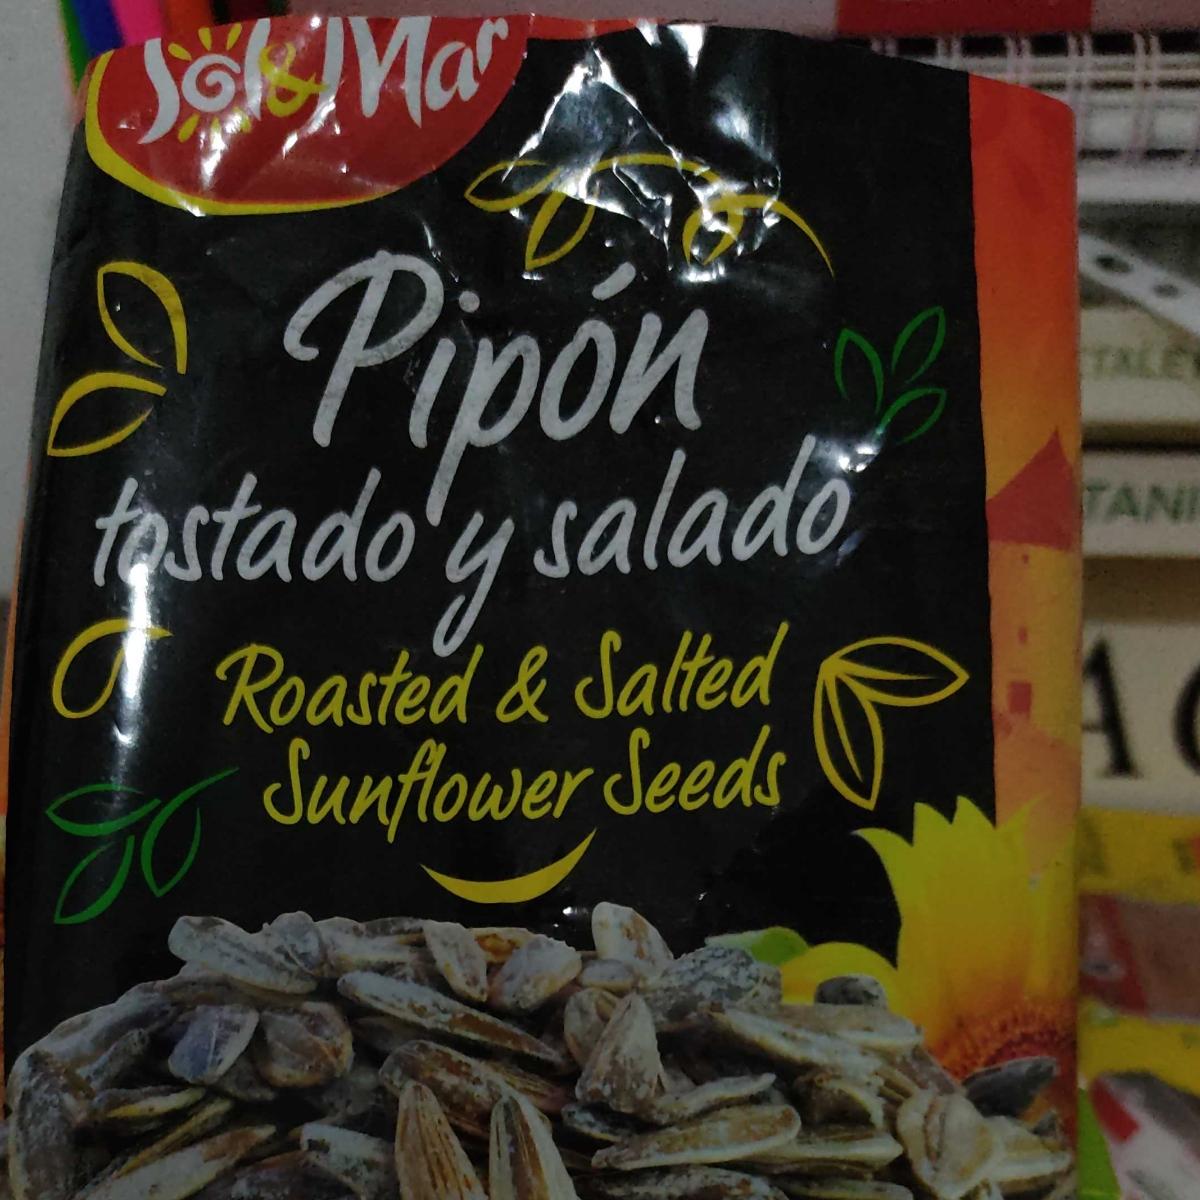 Sol & Mar
Pipón
tostado y salado
Roasted & Salted
Sunflower Seeds